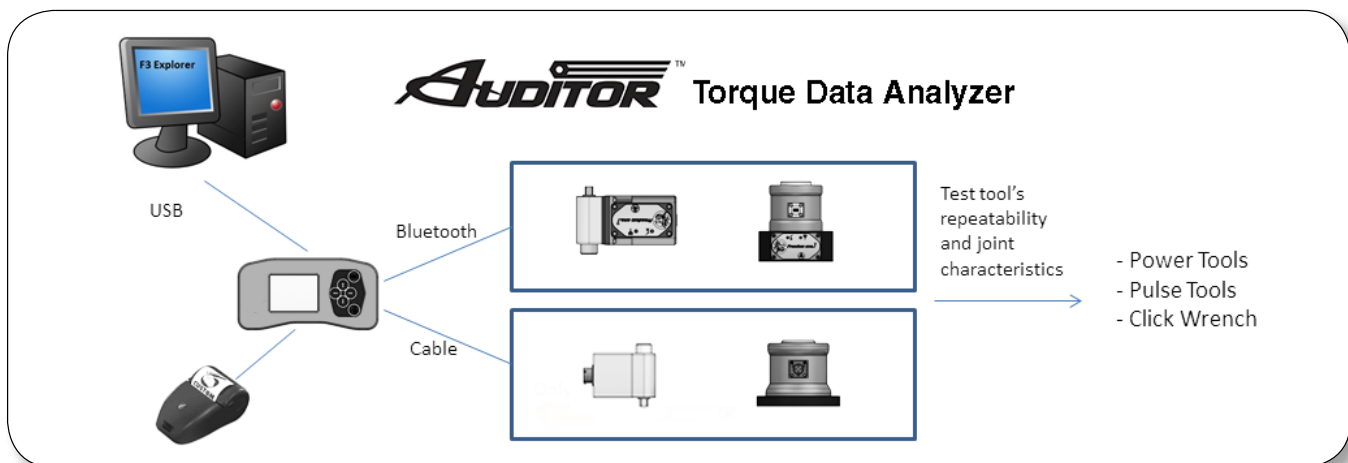 F3 Explorer
AUDITOR™ Torque Data Analyzer
USB
Bluetooth
Cable
Test tool's
repeatability
and joint
characteristics
- Power Tools
- Pulse Tools
- Click Wrench
CUSTOM